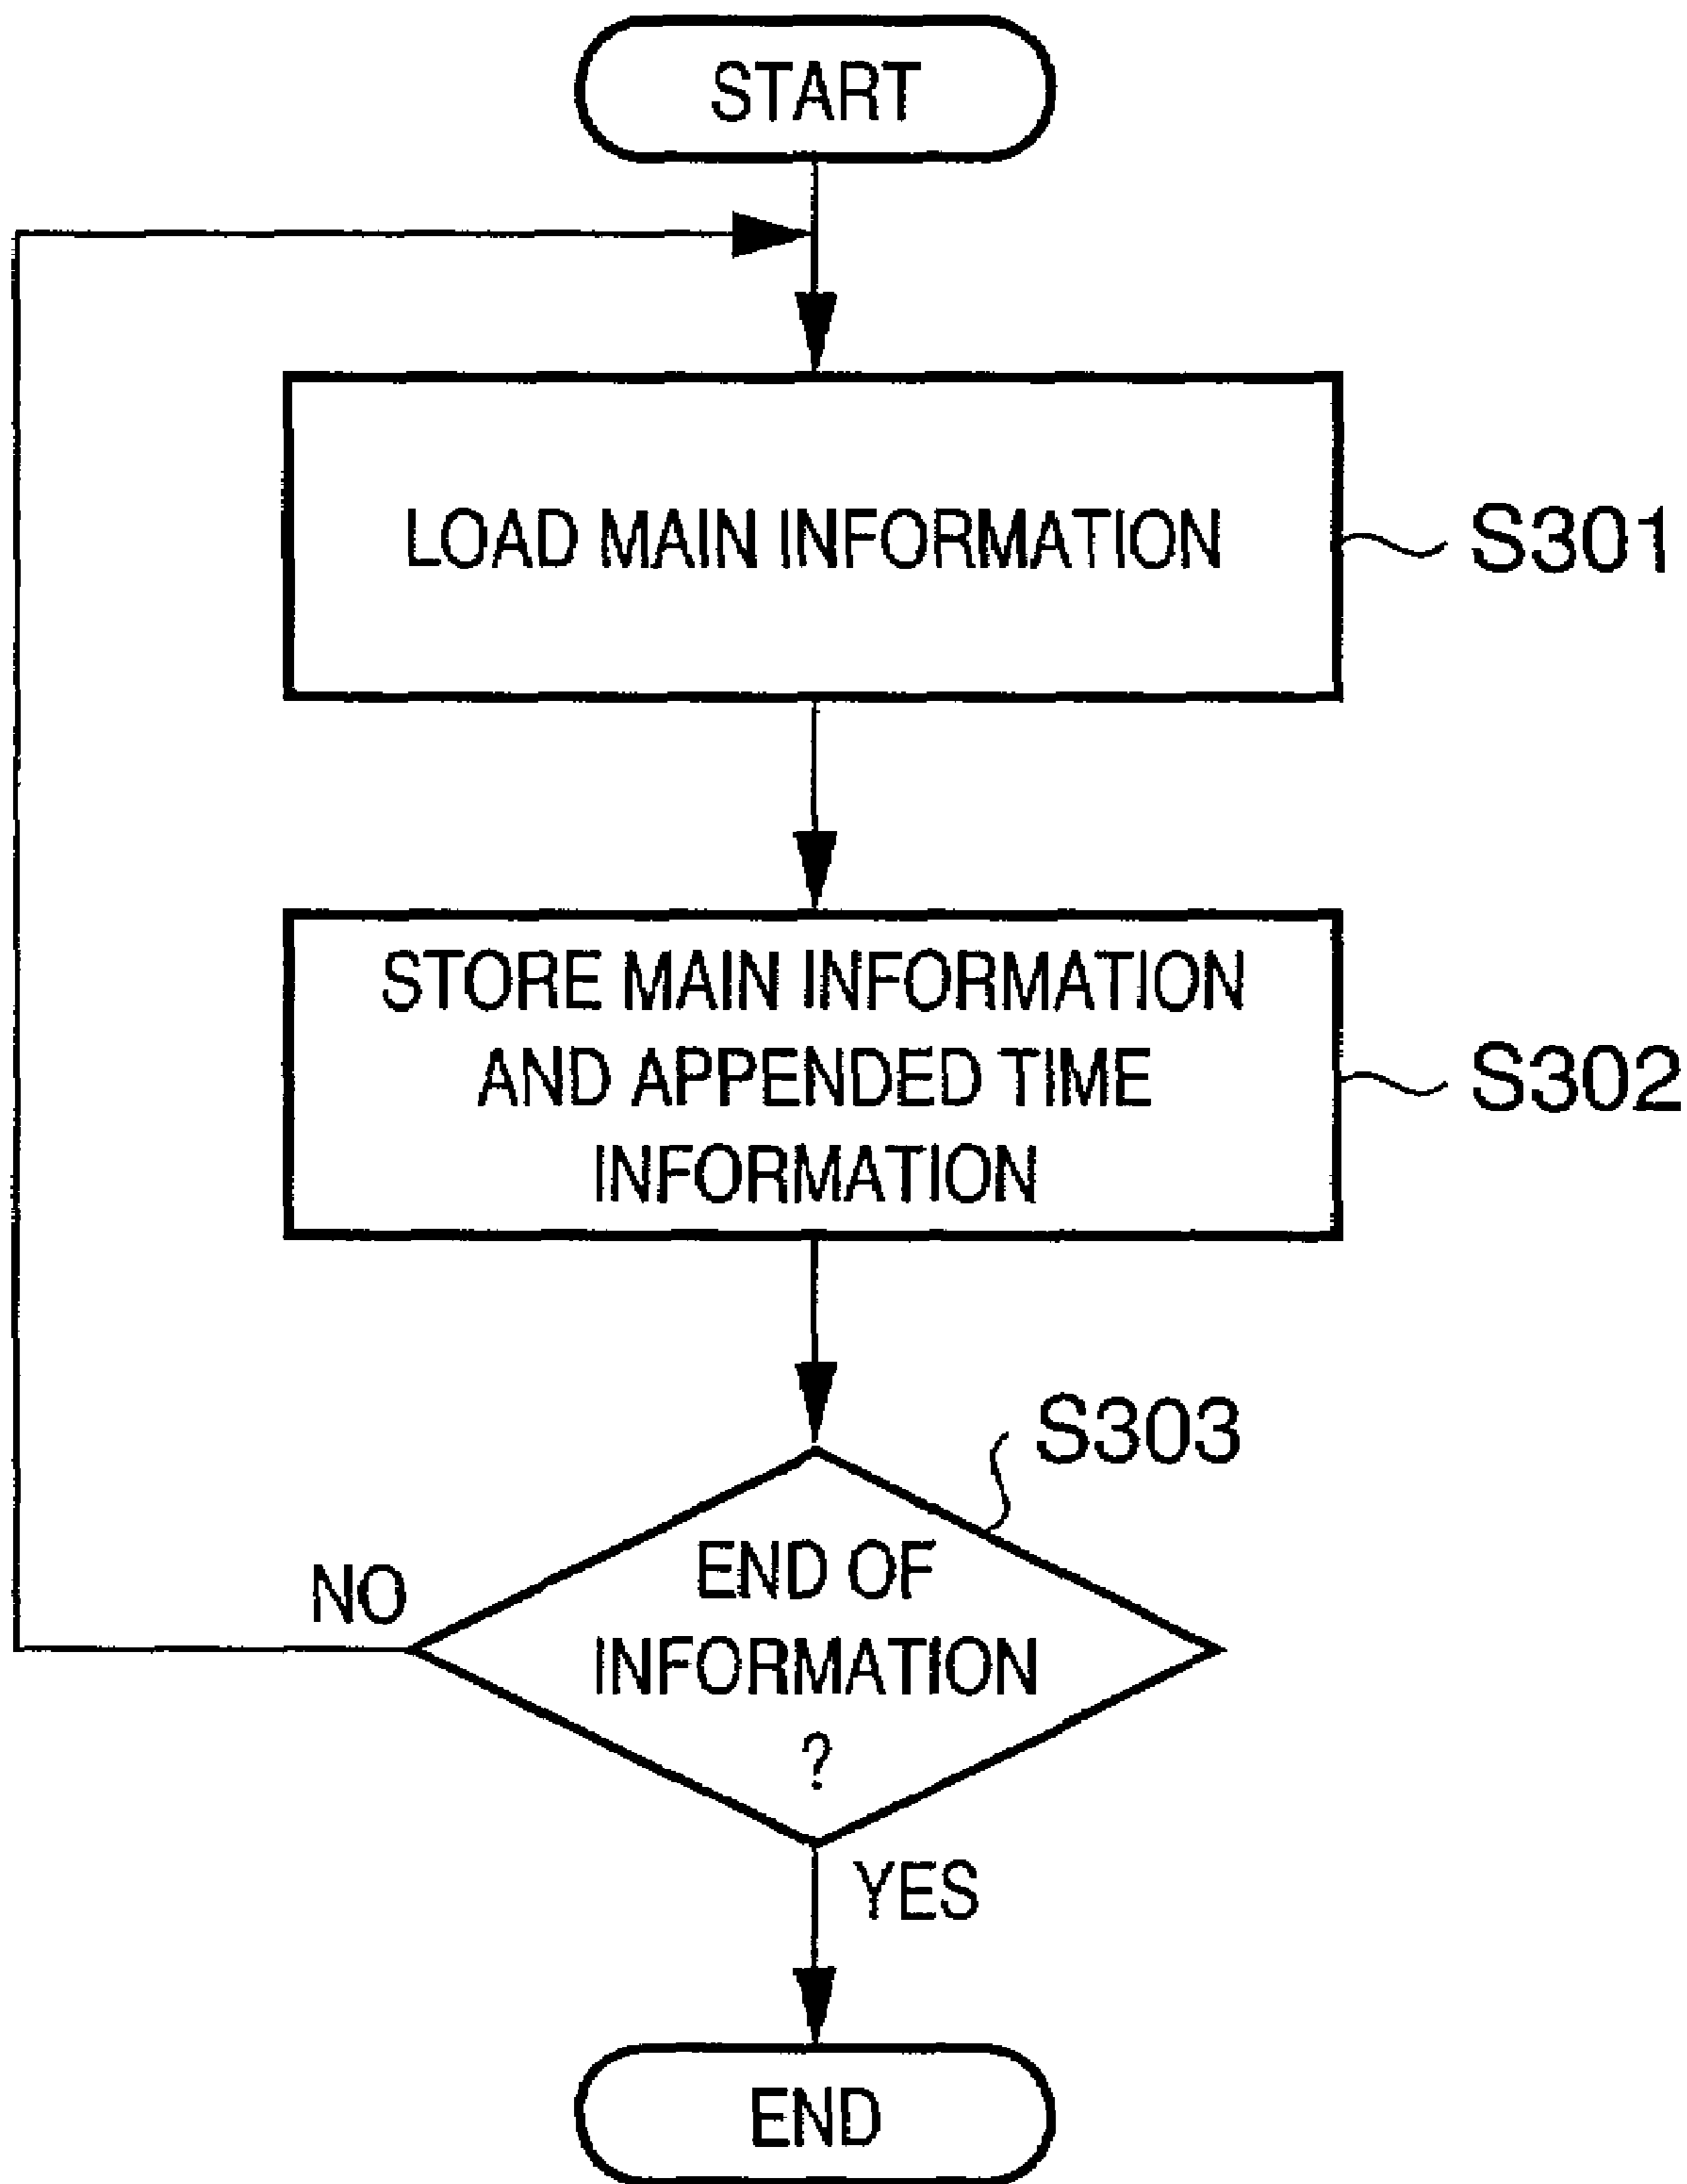 START
LOAD MAIN INFORMATION
S301
STORE MAIN INFORMATION
AND APPENDED TIME
INFORMATION
S302
S303
END OF
INFORMATION
?
NO
YES
END